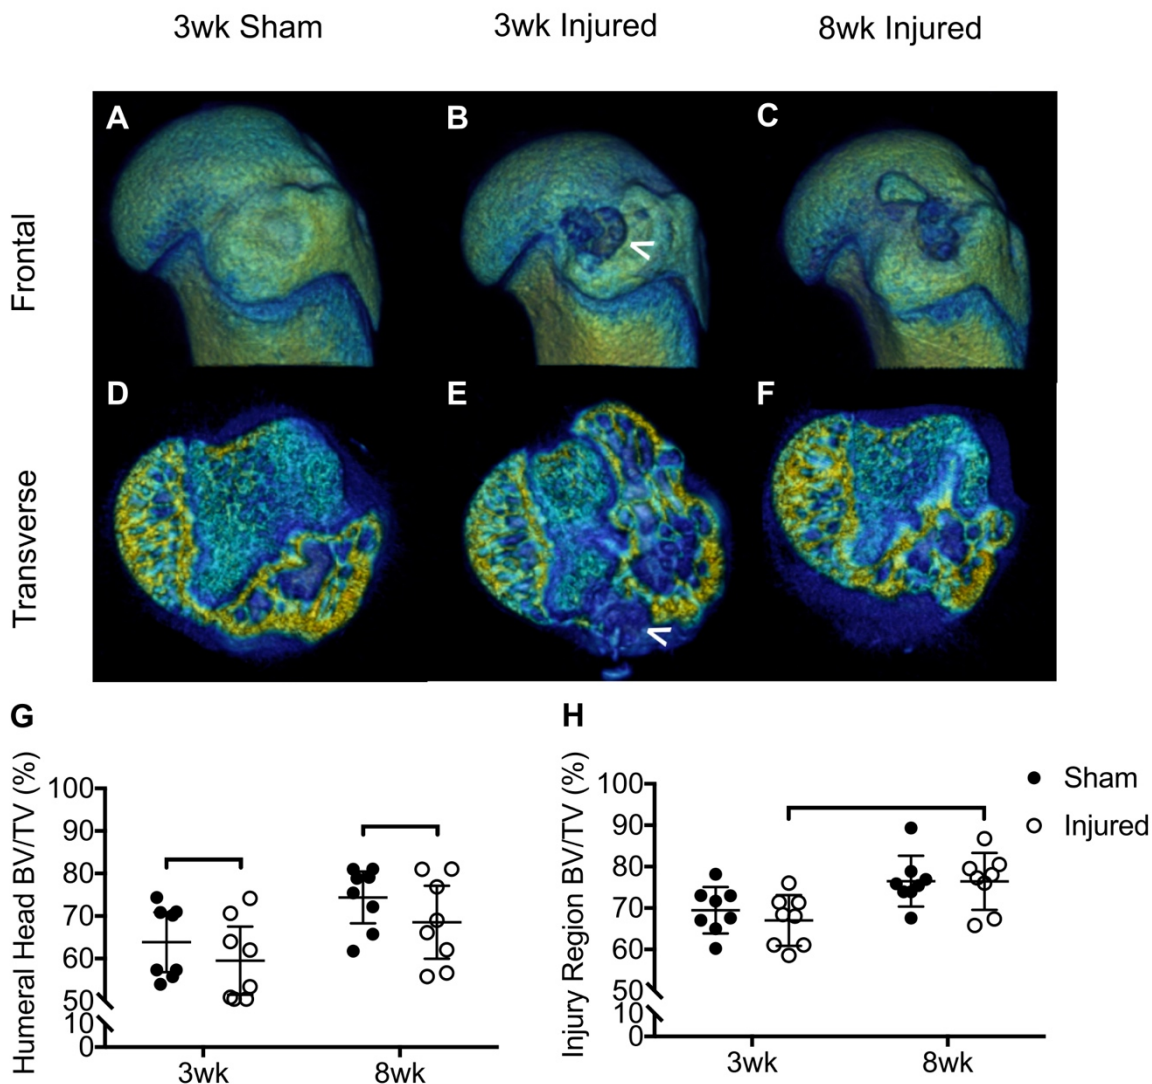 3wk Sham
3wk Injured
8wk Injured
Frontal
A
B
<
C
Transverse
D
E
<
F
G
Humeral Head BV/TV (%)
100
90
80
70
60
50
10
0
3wk
8wk
H
Injury Region BV/TV (%)
100
90
80
70
60
50
10
0
3wk
8wk
Sham
Injured